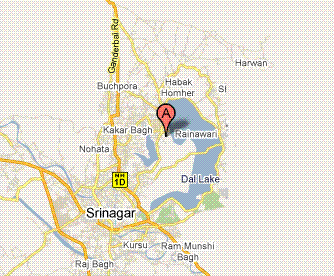 Ganderbal Rd
Harwan
Habak
Homher
Buchpora
A
Kakar Bagh
Rainawari
Nohata
NH
1D
Dal Lake
Srinagar
Kursu
Ram Munshi
Bagh
Raj Bagh